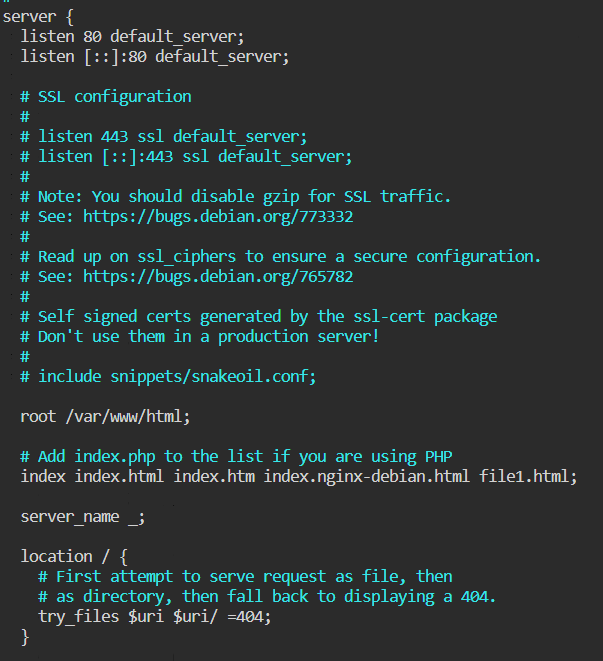 server {
listen 80 default_server;
listen [::]:80 default_server;
# SSL configuration
#
# listen 443 ssl default_server;
# listen [::]:443 ssl default_server;
#
# Note: You should disable gzip for SSL traffic.
# See: https://bugs.debian.org/773332
#
# Read up on ssl_ciphers to ensure a secure configuration.
# See: https://bugs.debian.org/765782
#
# Self signed certs generated by the ssl-cert package
# Don't use them in a production server!
#
# include snippets/snakeoil.conf;
root /var/www/html;
# Add index.php to the list if you are using PHP
index index.html index.htm index.nginx-debian.html file1.html;
server_name _;
location / {
# First attempt to serve request as file, then
# as directory, then fall back to displaying a 404.
try_files $uri $uri/ =404;
}